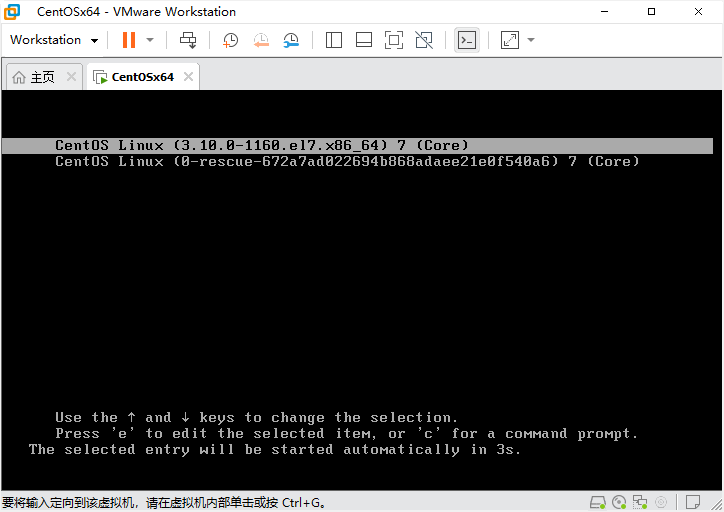 CentOSx64 - VMware Workstation
Workstation
主页
CentOSx64
CentOS Linux (3.10.0-1160.el7.x86_64) 7 (Core)
CentOS Linux (0-rescue-672a7ad022694b868adaee21e0f540a6) 7 (Core)
Use the ↑ and ↓ keys to change the selection.
Press 'e' to edit the selected item, or 'c' for a command prompt.
The selected entry will be started automatically in 3s.
要将输入定向到该虚拟机，请在虚拟机内部单击或按 Ctrl+G。